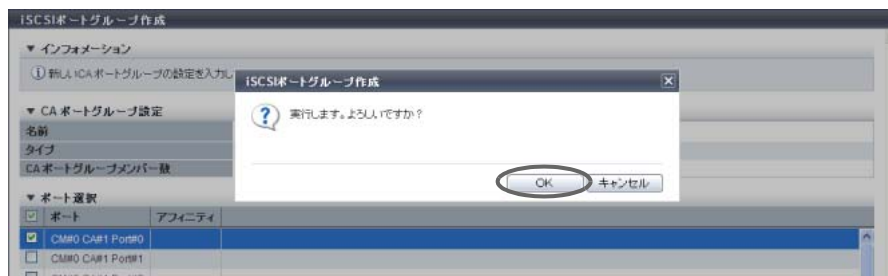 iSCSIポートグループ作成
▼ インフォメーション
新しいCAポートグループの設定を入力し
iSCSIポートグループ作成
実行します。よろしいですか？
OK キャンセル
▼ CA ポートグループ設定
名前
タイプ
CAポートグループメンバー数
▼ ポート選択
ポート アフィニティ
CM#0 CA#1 Port#0
CM#0 CA#1 Port#1